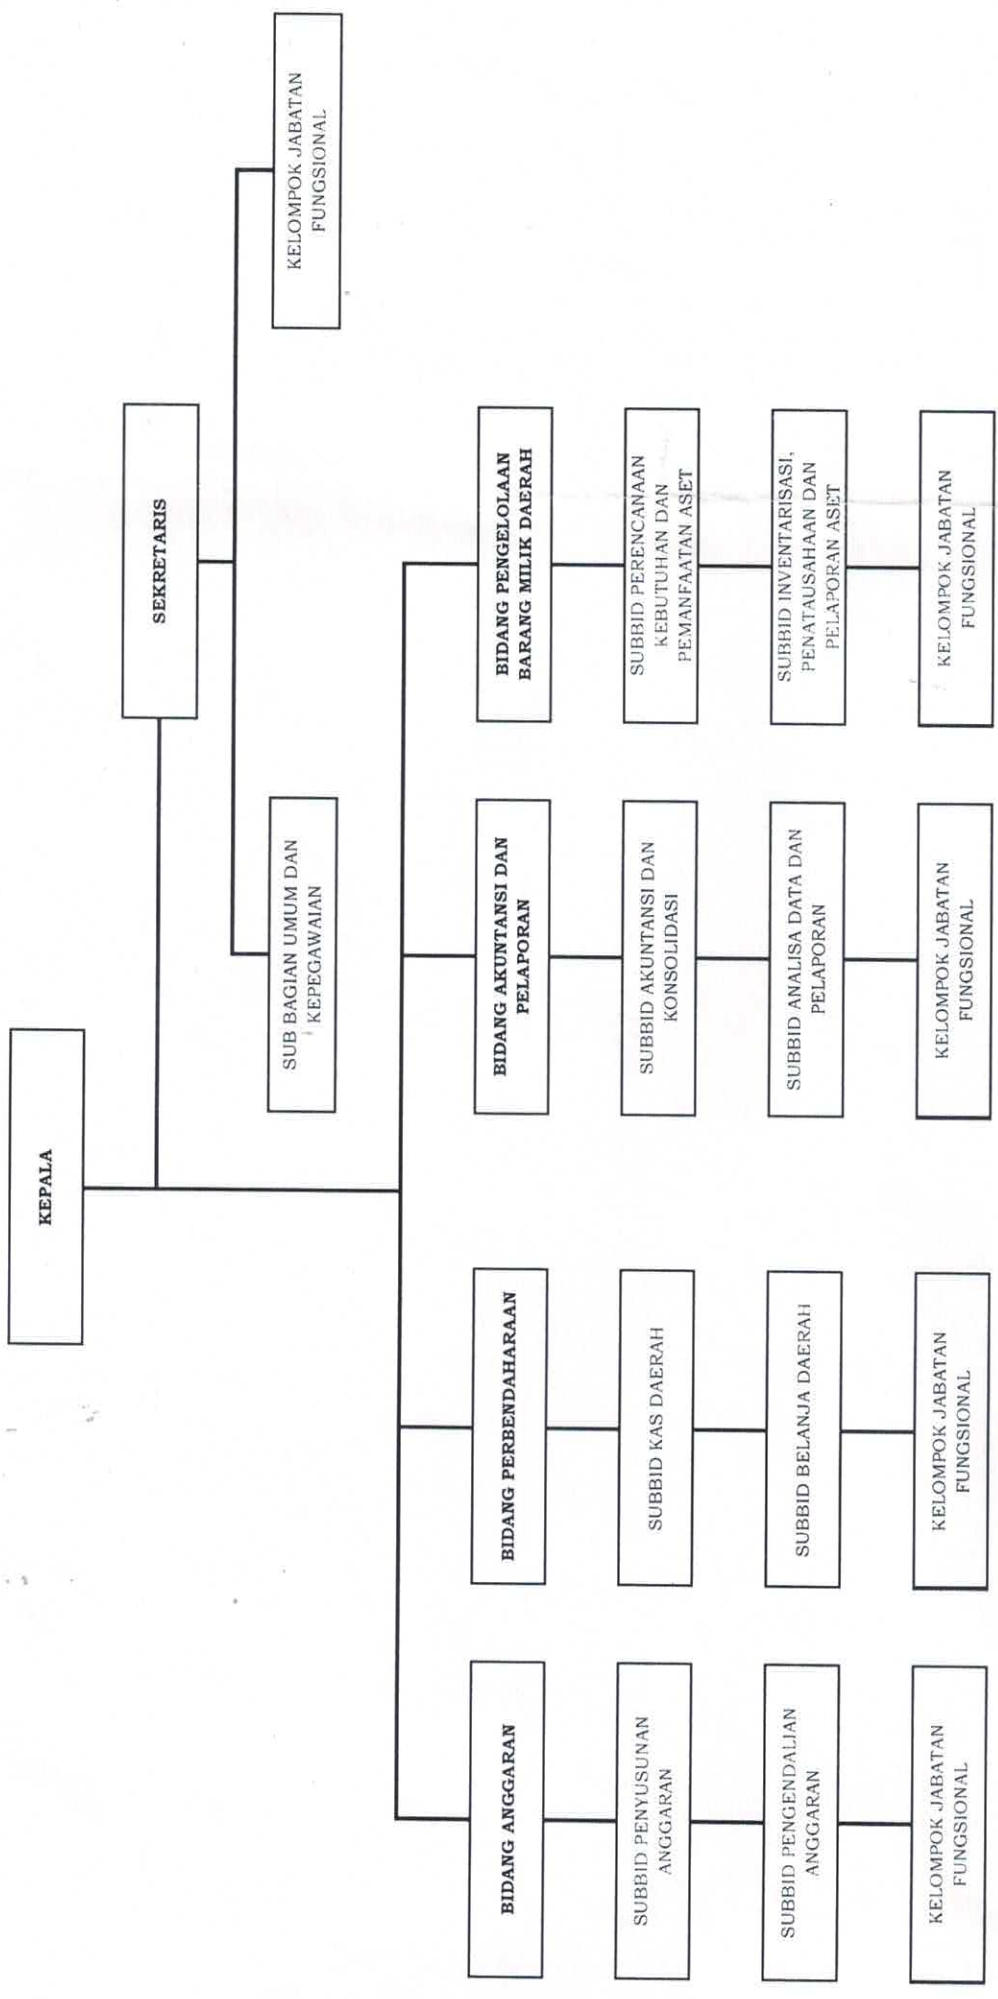 KEPALA
SEKRETARIS
SUB BAGIAN UMUM DAN
KEPEGAWAIAN
KELOMPOK JABATAN
FUNGSIONAL
BIDANG ANGGARAN
SUBBID PENYUSUNAN
ANGGARAN
SUBBID PENGENDALIAN
ANGGARAN
KELOMPOK JABATAN
FUNGSIONAL
BIDANG PERBENDAHARAAN
SUBBID KAS DAERAH
SUBBID BELANJA DAERAH
KELOMPOK JABATAN
FUNGSIONAL
BIDANG AKUNTANSI DAN
PELAPORAN
SUBBID AKUNTANSI DAN
KONSOLIDASI
SUBBID ANALISA DATA DAN
PELAPORAN
KELOMPOK JABATAN
FUNGSIONAL
BIDANG PENGELOLAAN
BARANG MILIK DAERAH
SUBBID PERENCANAAN
KEBUTUHAN DAN
PEMANFAATAN ASET
SUBBID INVENTARISASI,
PENATAUSAHAAN DAN
PELAPORAN ASET
KELOMPOK JABATAN
FUNGSIONAL